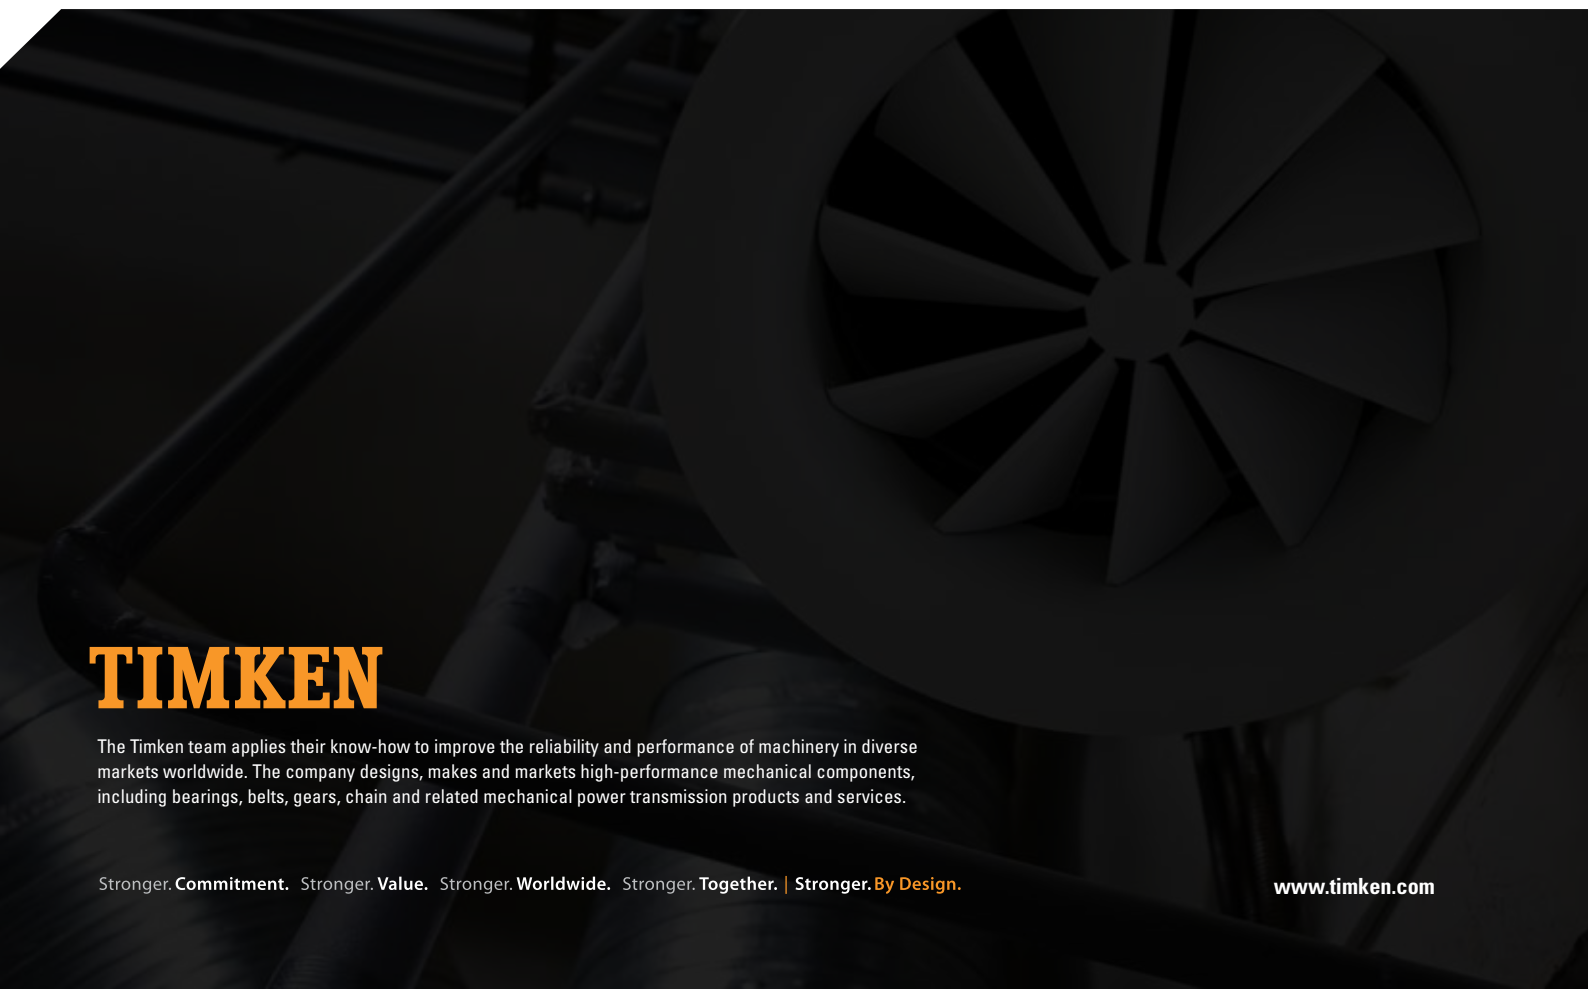 TIMKEN
The Timken team applies their know-how to improve the reliability and performance of machinery in diverse
markets worldwide. The company designs, makes and markets high-performance mechanical components,
including bearings, belts, gears, chain and related mechanical power transmission products and services.
Stronger. Commitment. Stronger. Value. Stronger. Worldwide. Stronger. Together. | Stronger. By Design.
www.timken.com